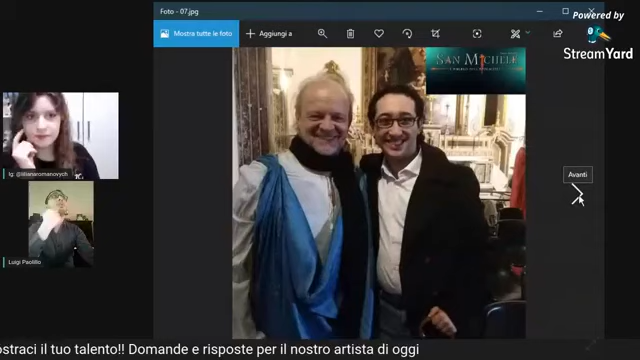 Foto - 07.jpg
Mostra tutte le foto
Aggiungi a
Powered by
StreamYard
SAN MICHELE
Avanti
Ig: @lilianaromanovych
Luigi Paolillo
ostraci il tuo talento!! Domande e risposte per il nostro artista di oggi